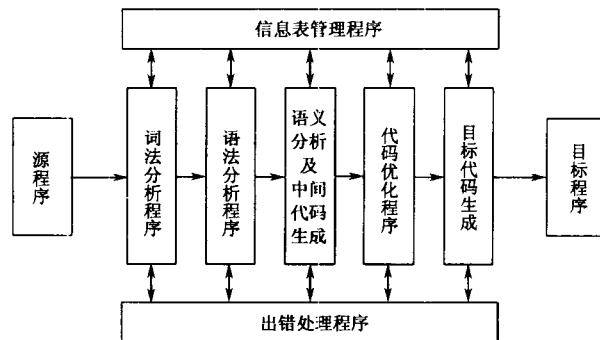 信息表管理程序
源程序
词法分析程序
语法分析程序
语义
分析
及
中间
代码
生成
代码优化程序
目标代码生成
目标程序
出错处理程序